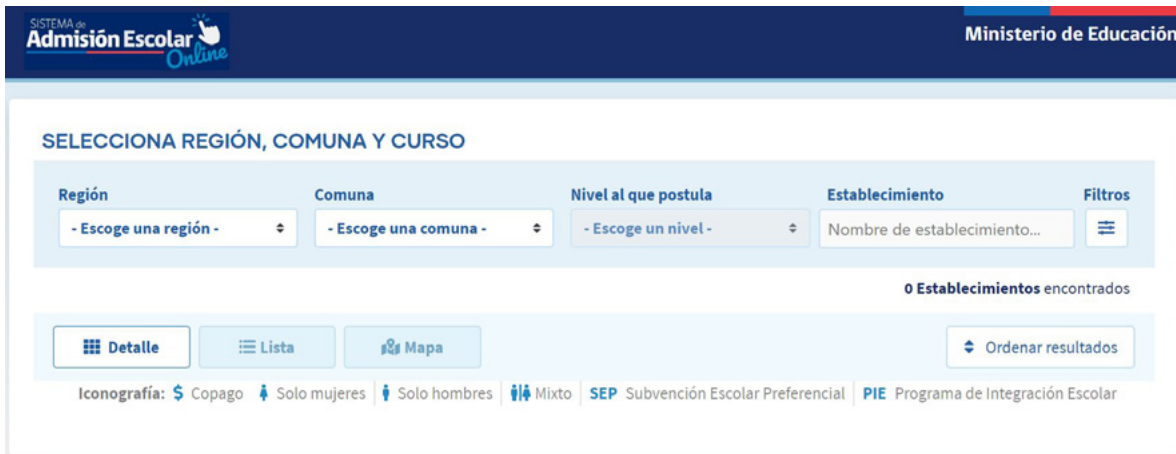 SISTEMA de
Admisión Escolar
Online
Ministerio de Educación
SELECCIONA REGIÓN, COMUNA Y CURSO
Región Comuna Nivel al que postula Establecimiento Filtros
- Escoge una región - - Escoge una comuna - - Escoge un nivel - Nombre de establecimiento...
0 Establecimientos encontrados
Detalle Lista Mapa Ordenar resultados
Iconografía: $ Copago Solo mujeres Solo hombres Mixto SEP Subvención Escolar Preferencial PIE Programa de Integración Escolar